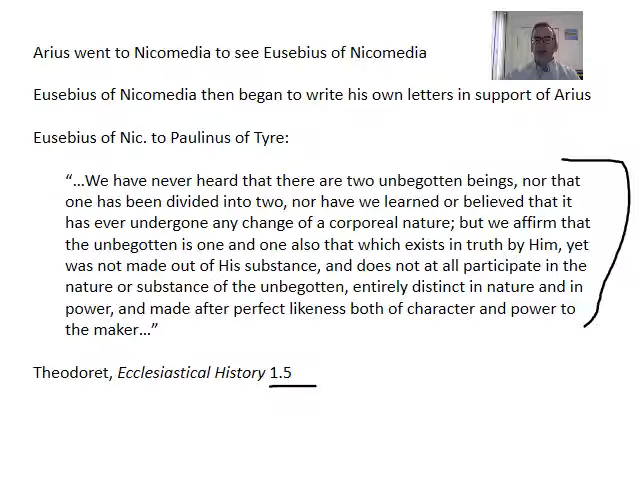 Arius went to Nicomedia to see Eusebius of Nicomedia
Eusebius of Nicomedia then began to write his own letters in support of Arius
Eusebius of Nic. to Paulinus of Tyre:
“…We have never heard that there are two unbegotten beings, nor that
one has been divided into two, nor have we learned or believed that it
has ever undergone any change of a corporeal nature; but we affirm that
the unbegotten is one and one also that which exists in truth by Him, yet
was not made out of His substance, and does not at all participate in the
nature or substance of the unbegotten, entirely distinct in nature and in
power, and made after perfect likeness both of character and power to
the maker…”
Theodoret, Ecclesiastical History 1.5